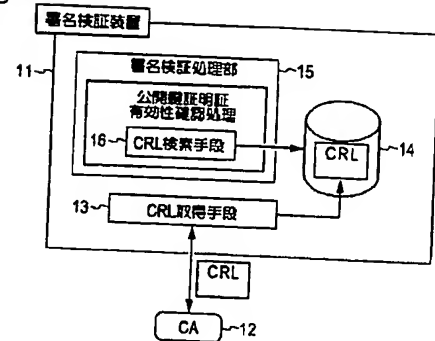 署名検証装置
11
署名検証処理部
15
公開鍵証明証
有効性確認処理
16 CRL検索手段
CRL
14
13 CRL取得手段
CRL
CA 12